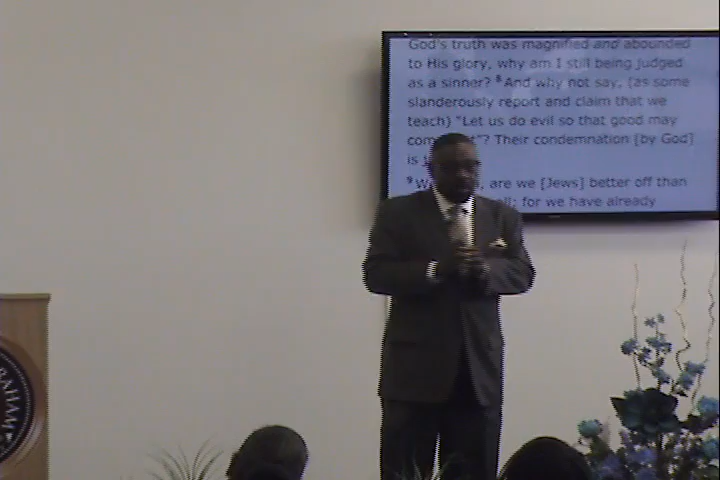 God's truth was magnified and abounded
to His glory, why am I still being judged
as a sinner? 8 And why not say, (as some
slanderously report and claim that we
teach) "Let us do evil so that good may
"? Their condemnation [by God]
is
9
, are we [Jews] better off than
; for we have already
RAHAM